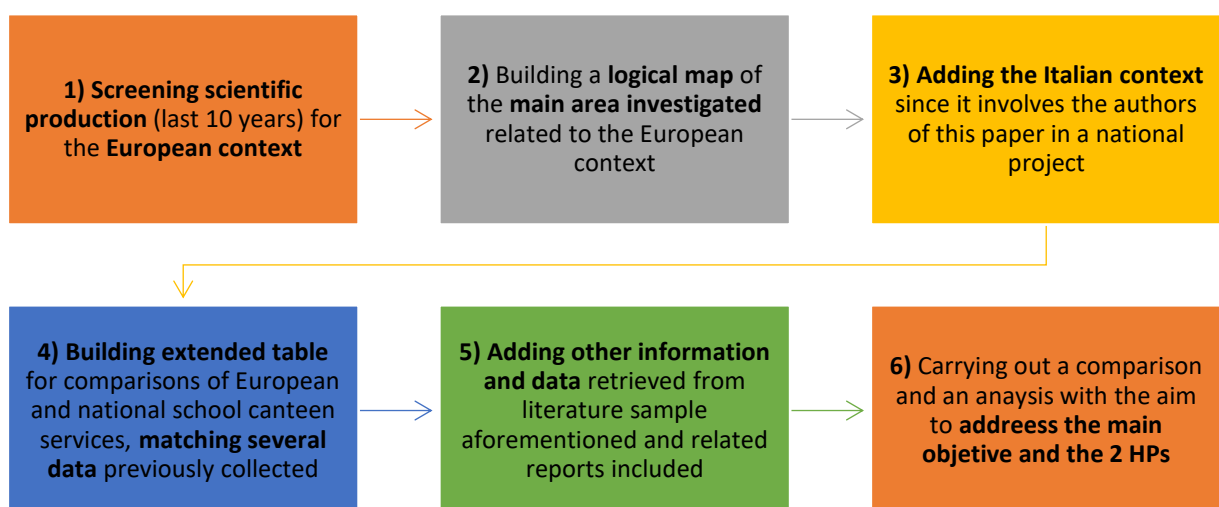 1) Screening scientific
production (last 10 years) for
the European context
2) Building a logical map of
the main area investigated
related to the European
context
3) Adding the Italian context
since it involves the authors
of this paper in a national
project
4) Building extended table
for comparisons of European
and national school canteen
services, matching several
data previously collected
5) Adding other information
and data retrieved from
literature sample
aforementioned and related
reports included
6) Carrying out a comparison
and an anaysis with the aim
to addreess the main
objetive and the 2 HPs